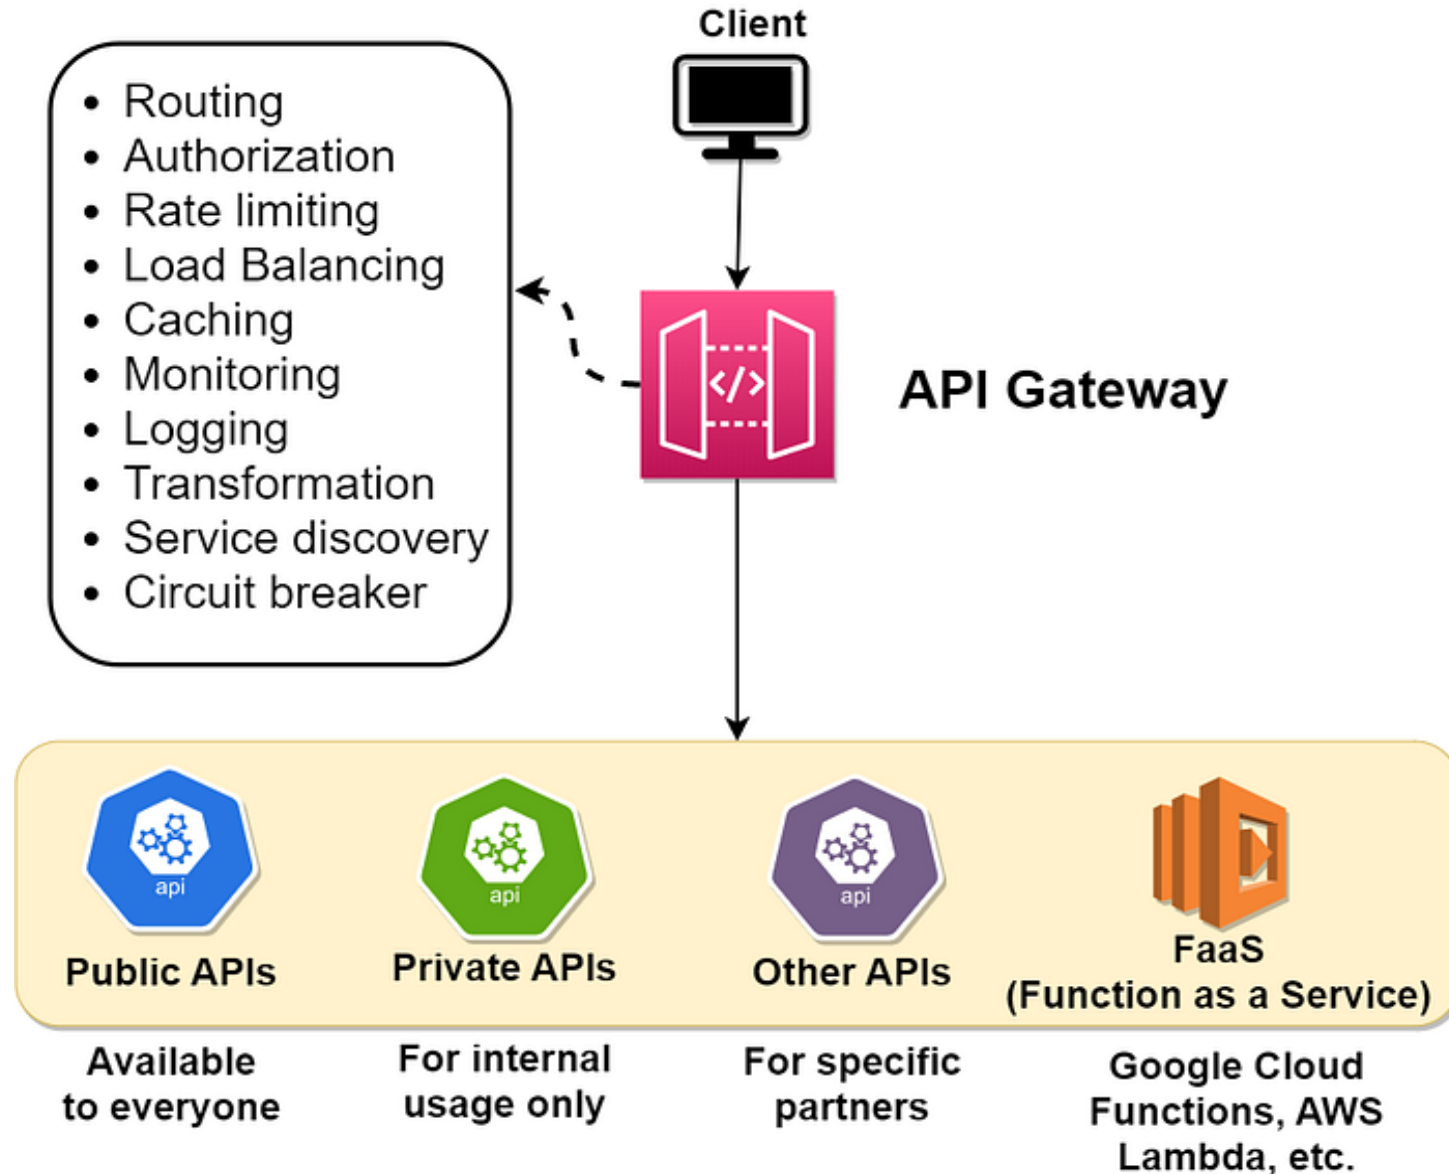 Client
• Routing
• Authorization
• Rate limiting
• Load Balancing
• Caching
• Monitoring
• Logging
• Transformation
• Service discovery
• Circuit breaker
</>
API Gateway
api
Public APIs
Available
to everyone
api
Private APIs
For internal
usage only
api
Other APIs
For specific
partners
FaaS
(Function as a Service)
Google Cloud
Functions, AWS
Lambda, etc.